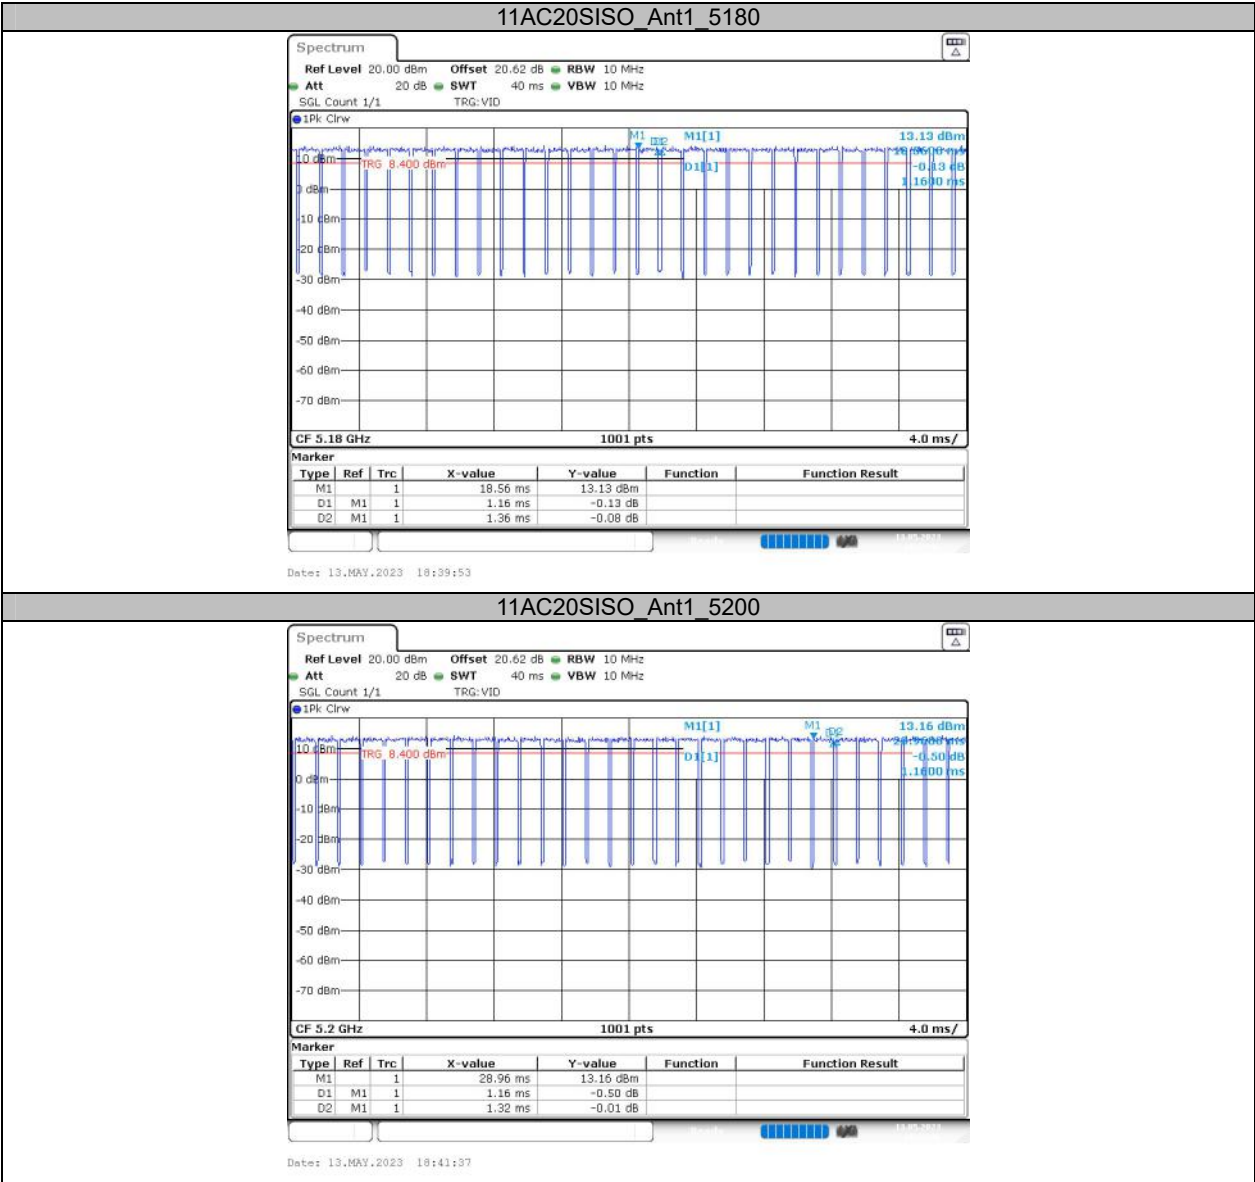 11AC20SISO_Ant1_5180
Spectrum
Ref Level 20.00 dBm Offset 20.62 dB RBW 10 MHz
Att 20 dB SWT 40 ms VBW 10 MHz
SGL Count 1/1 TRG:VID
1Pk Clrw
M1 D2 M1[1] 13.13 dBm
10 dBm
TRG 8.400 dBm D1[1] -0.13 dB
0 dBm 1.1600 ms
-10 dBm
-20 dBm
-30 dBm
-40 dBm
-50 dBm
-60 dBm
-70 dBm
CF 5.18 GHz 1001 pts 4.0 ms/
Marker
Type Ref Trc X-value Y-value Function Function Result
M1 1 18.56 ms 13.13 dBm
D1 M1 1 1.16 ms -0.13 dB
D2 M1 1 1.36 ms -0.08 dB
Date: 13.MAY.2023 18:39:53
11AC20SISO_Ant1_5200
Spectrum
Ref Level 20.00 dBm Offset 20.62 dB RBW 10 MHz
Att 20 dB SWT 40 ms VBW 10 MHz
SGL Count 1/1 TRG:VID
1Pk Clrw
M1[1] M1 D2 13.16 dBm
10 dBm
TRG 8.400 dBm D1[1] -0.50 dB
0 dBm 1.1600 ms
-10 dBm
-20 dBm
-30 dBm
-40 dBm
-50 dBm
-60 dBm
-70 dBm
CF 5.2 GHz 1001 pts 4.0 ms/
Marker
Type Ref Trc X-value Y-value Function Function Result
M1 1 28.96 ms 13.16 dBm
D1 M1 1 1.16 ms -0.50 dB
D2 M1 1 1.32 ms -0.01 dB
Date: 13.MAY.2023 18:41:37